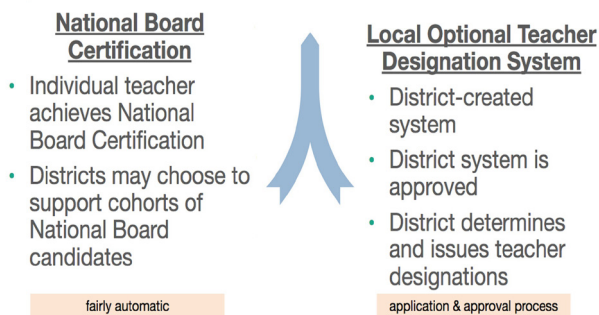 National Board
Certification
• Individual teacher
achieves National
Board Certification
• Districts may choose to
support cohorts of
National Board
candidates
fairly automatic
Local Optional Teacher
Designation System
• District-created
system
• District system is
approved
• District determines
and issues teacher
designations
application & approval process